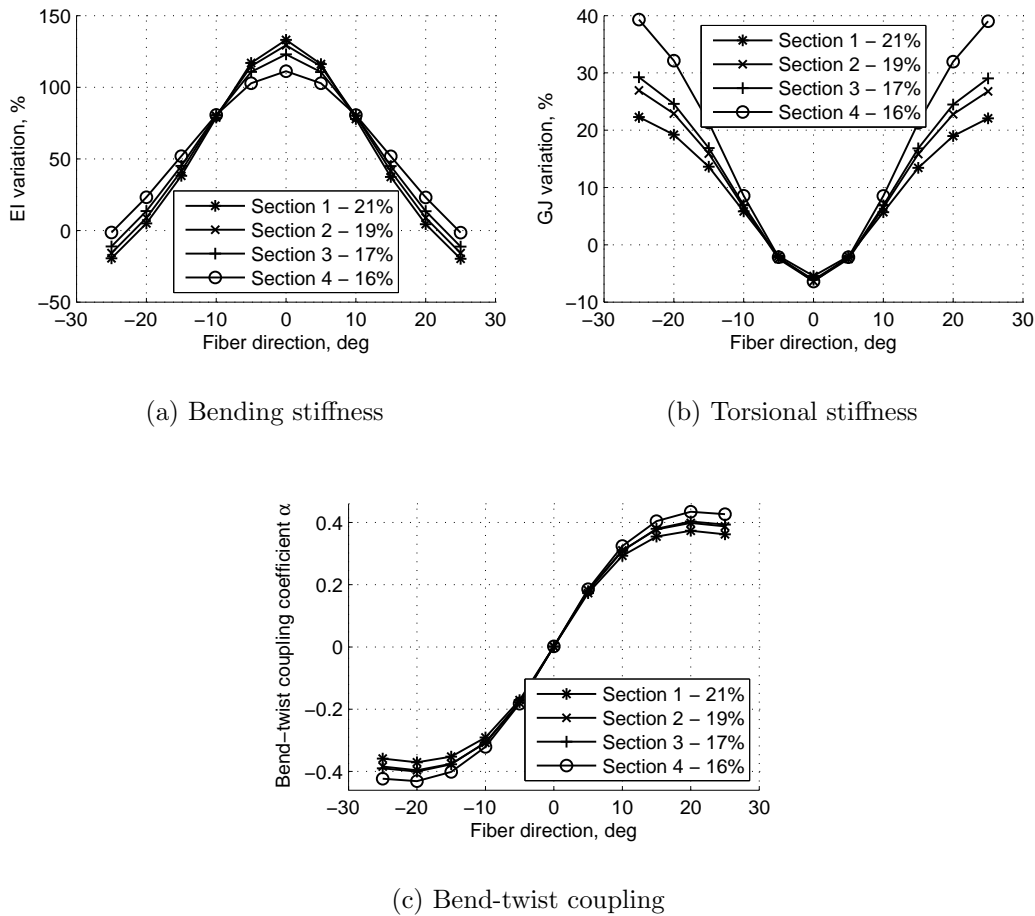 150
100
50
0
−50
−30
−20
−10
0
10
20
30
EI variation, %
Fiber direction, deg
Section 1 − 21%
Section 2 − 19%
Section 3 − 17%
Section 4 − 16%
(a) Bending stiffness
40
30
20
10
0
−10
−30
−20
−10
0
10
20
30
GJ variation, %
Fiber direction, deg
Section 1 − 21%
Section 2 − 19%
Section 3 − 17%
Section 4 − 16%
(b) Torsional stiffness
0.4
0.2
0
−0.2
−0.4
−30
−20
−10
0
10
20
30
Bend−twist coupling coefficient α
Fiber direction, deg
Section 1 − 21%
Section 2 − 19%
Section 3 − 17%
Section 4 − 16%
(c) Bend-twist coupling